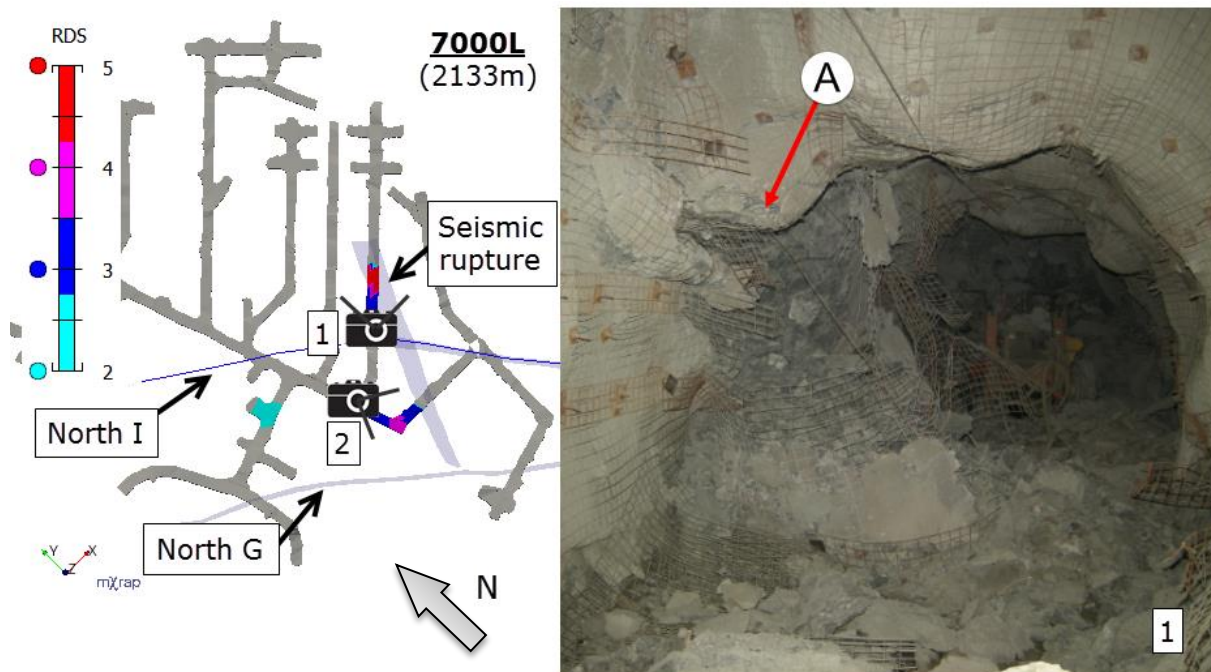 RDS
5
4
3
2
7000L
(2133m)
Seismic
rupture
1
North I
2
North G
Y
X
Z
mXrap
N
A
1